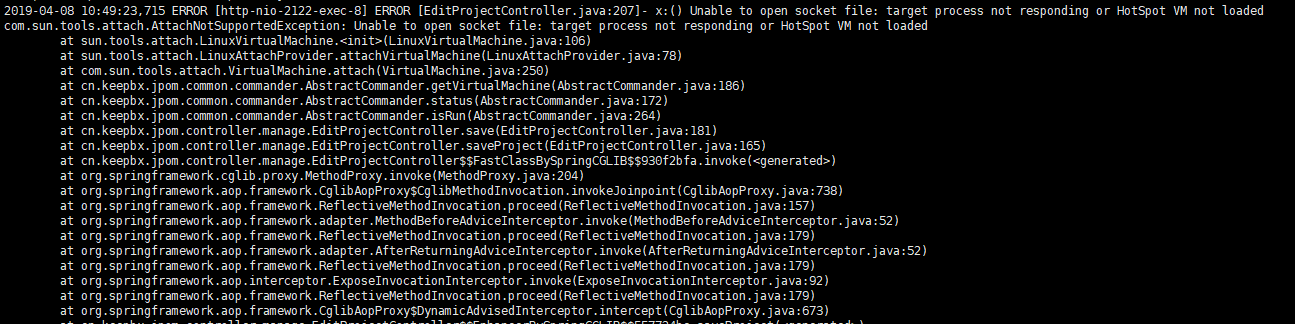 2019-04-08 10:49:23,715 ERROR [http-nio-2122-exec-8] ERROR [EditProjectController.java:207]- x:() Unable to open socket file: target process not responding or HotSpot VM not loaded
com.sun.tools.attach.AttachNotSupportedException: Unable to open socket file: target process not responding or HotSpot VM not loaded
at sun.tools.attach.LinuxVirtualMachine.<init>(LinuxVirtualMachine.java:106)
at sun.tools.attach.LinuxAttachProvider.attachVirtualMachine(LinuxAttachProvider.java:78)
at com.sun.tools.attach.VirtualMachine.attach(VirtualMachine.java:250)
at cn.keepbx.jpom.common.commander.AbstractCommander.getVirtualMachine(AbstractCommander.java:186)
at cn.keepbx.jpom.common.commander.AbstractCommander.status(AbstractCommander.java:172)
at cn.keepbx.jpom.common.commander.AbstractCommander.isRun(AbstractCommander.java:264)
at cn.keepbx.jpom.controller.manage.EditProjectController.save(EditProjectController.java:181)
at cn.keepbx.jpom.controller.manage.EditProjectController.saveProject(EditProjectController.java:165)
at cn.keepbx.jpom.controller.manage.EditProjectController$$FastClassBySpringCGLIB$$930f2bfa.invoke(<generated>)
at org.springframework.cglib.proxy.MethodProxy.invoke(MethodProxy.java:204)
at org.springframework.aop.framework.CglibAopProxy$CglibMethodInvocation.invokeJoinpoint(CglibAopProxy.java:738)
at org.springframework.aop.framework.ReflectiveMethodInvocation.proceed(ReflectiveMethodInvocation.java:157)
at org.springframework.aop.framework.adapter.MethodBeforeAdviceInterceptor.invoke(MethodBeforeAdviceInterceptor.java:52)
at org.springframework.aop.framework.ReflectiveMethodInvocation.proceed(ReflectiveMethodInvocation.java:179)
at org.springframework.aop.framework.adapter.AfterReturningAdviceInterceptor.invoke(AfterReturningAdviceInterceptor.java:52)
at org.springframework.aop.framework.ReflectiveMethodInvocation.proceed(ReflectiveMethodInvocation.java:179)
at org.springframework.aop.interceptor.ExposeInvocationInterceptor.invoke(ExposeInvocationInterceptor.java:92)
at org.springframework.aop.framework.ReflectiveMethodInvocation.proceed(ReflectiveMethodInvocation.java:179)
at org.springframework.aop.framework.CglibAopProxy$DynamicAdvisedInterceptor.intercept(CglibAopProxy.java:673)